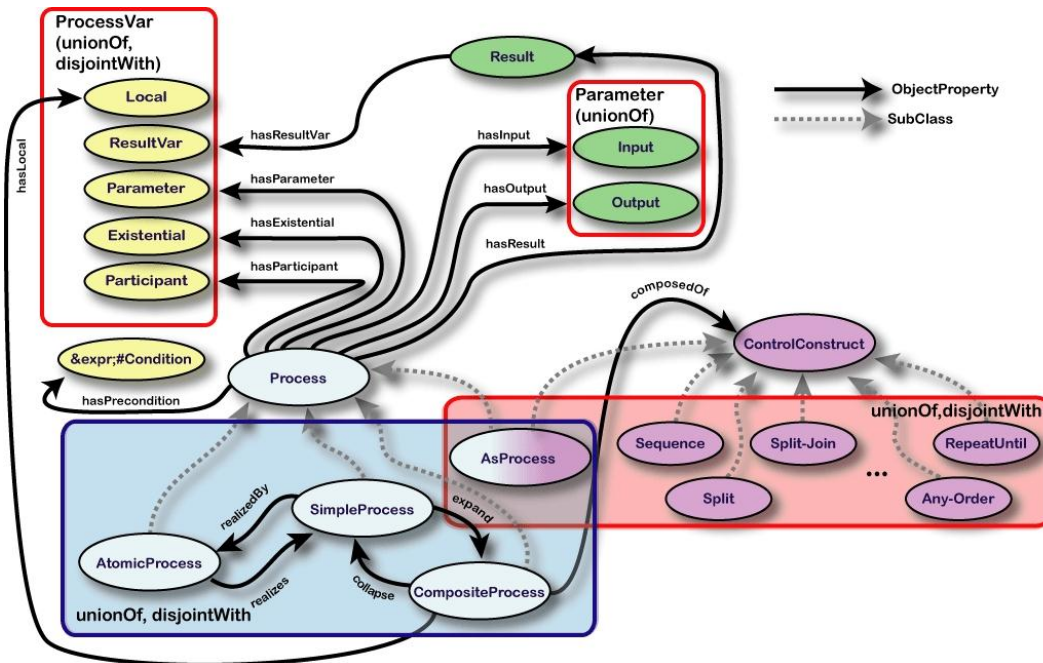 ProcessVar
(unionOf,
disjointWith)
Local
ResultVar
Parameter
Existential
Participant
&expr;#Condition
hasLocal
hasResultVar
hasParameter
hasExistential
hasParticipant
hasPrecondition
Result
Parameter
(unionOf)
Input
Output
hasInput
hasOutput
hasResult
ObjectProperty
SubClass
Process
composedOf
ControlConstruct
unionOf,disjointWith
AsProcess
Sequence
Split-Join
RepeatUntil
...
Split
Any-Order
SimpleProcess
realizedBy
expand
AtomicProcess
realizes
collapse
CompositeProcess
unionOf, disjointWith